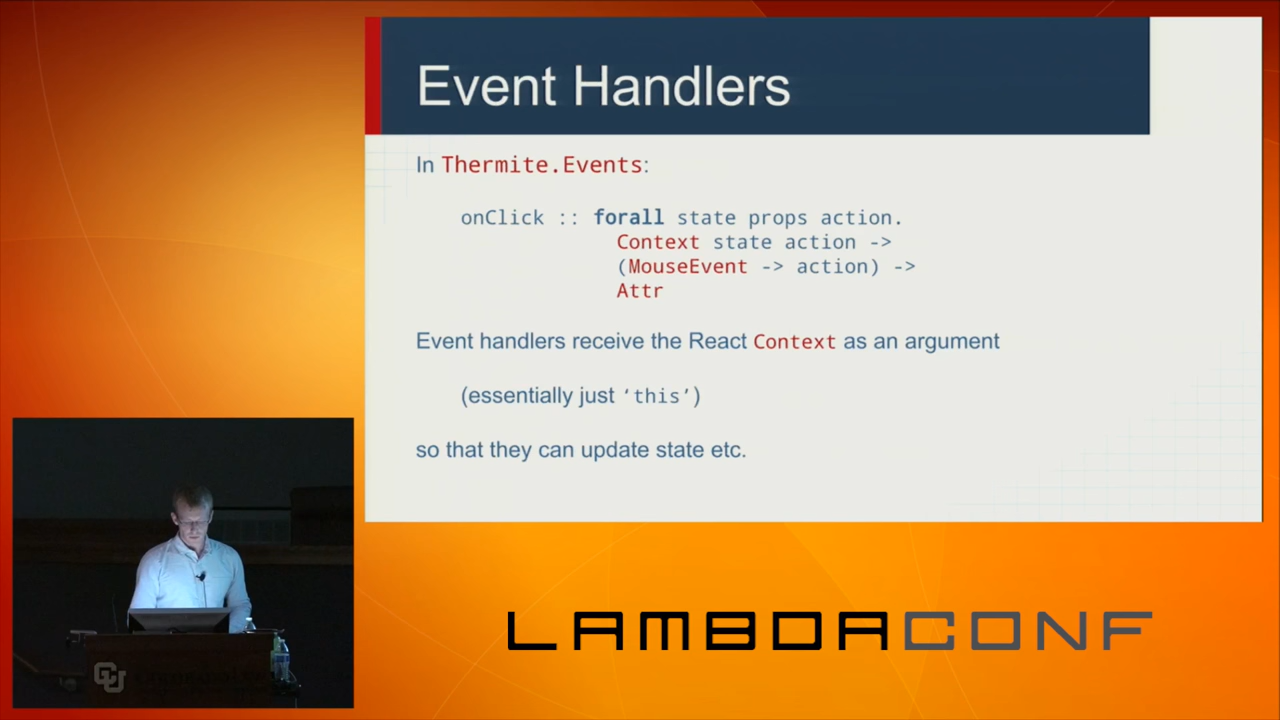 Event Handlers
In Thermite.Events:
onClick :: forall state props action.
Context state action ->
(MouseEvent -> action) ->
Attr
Event handlers receive the React Context as an argument
(essentially just ‘this’)
so that they can update state etc.
LAMBDACONF
CU